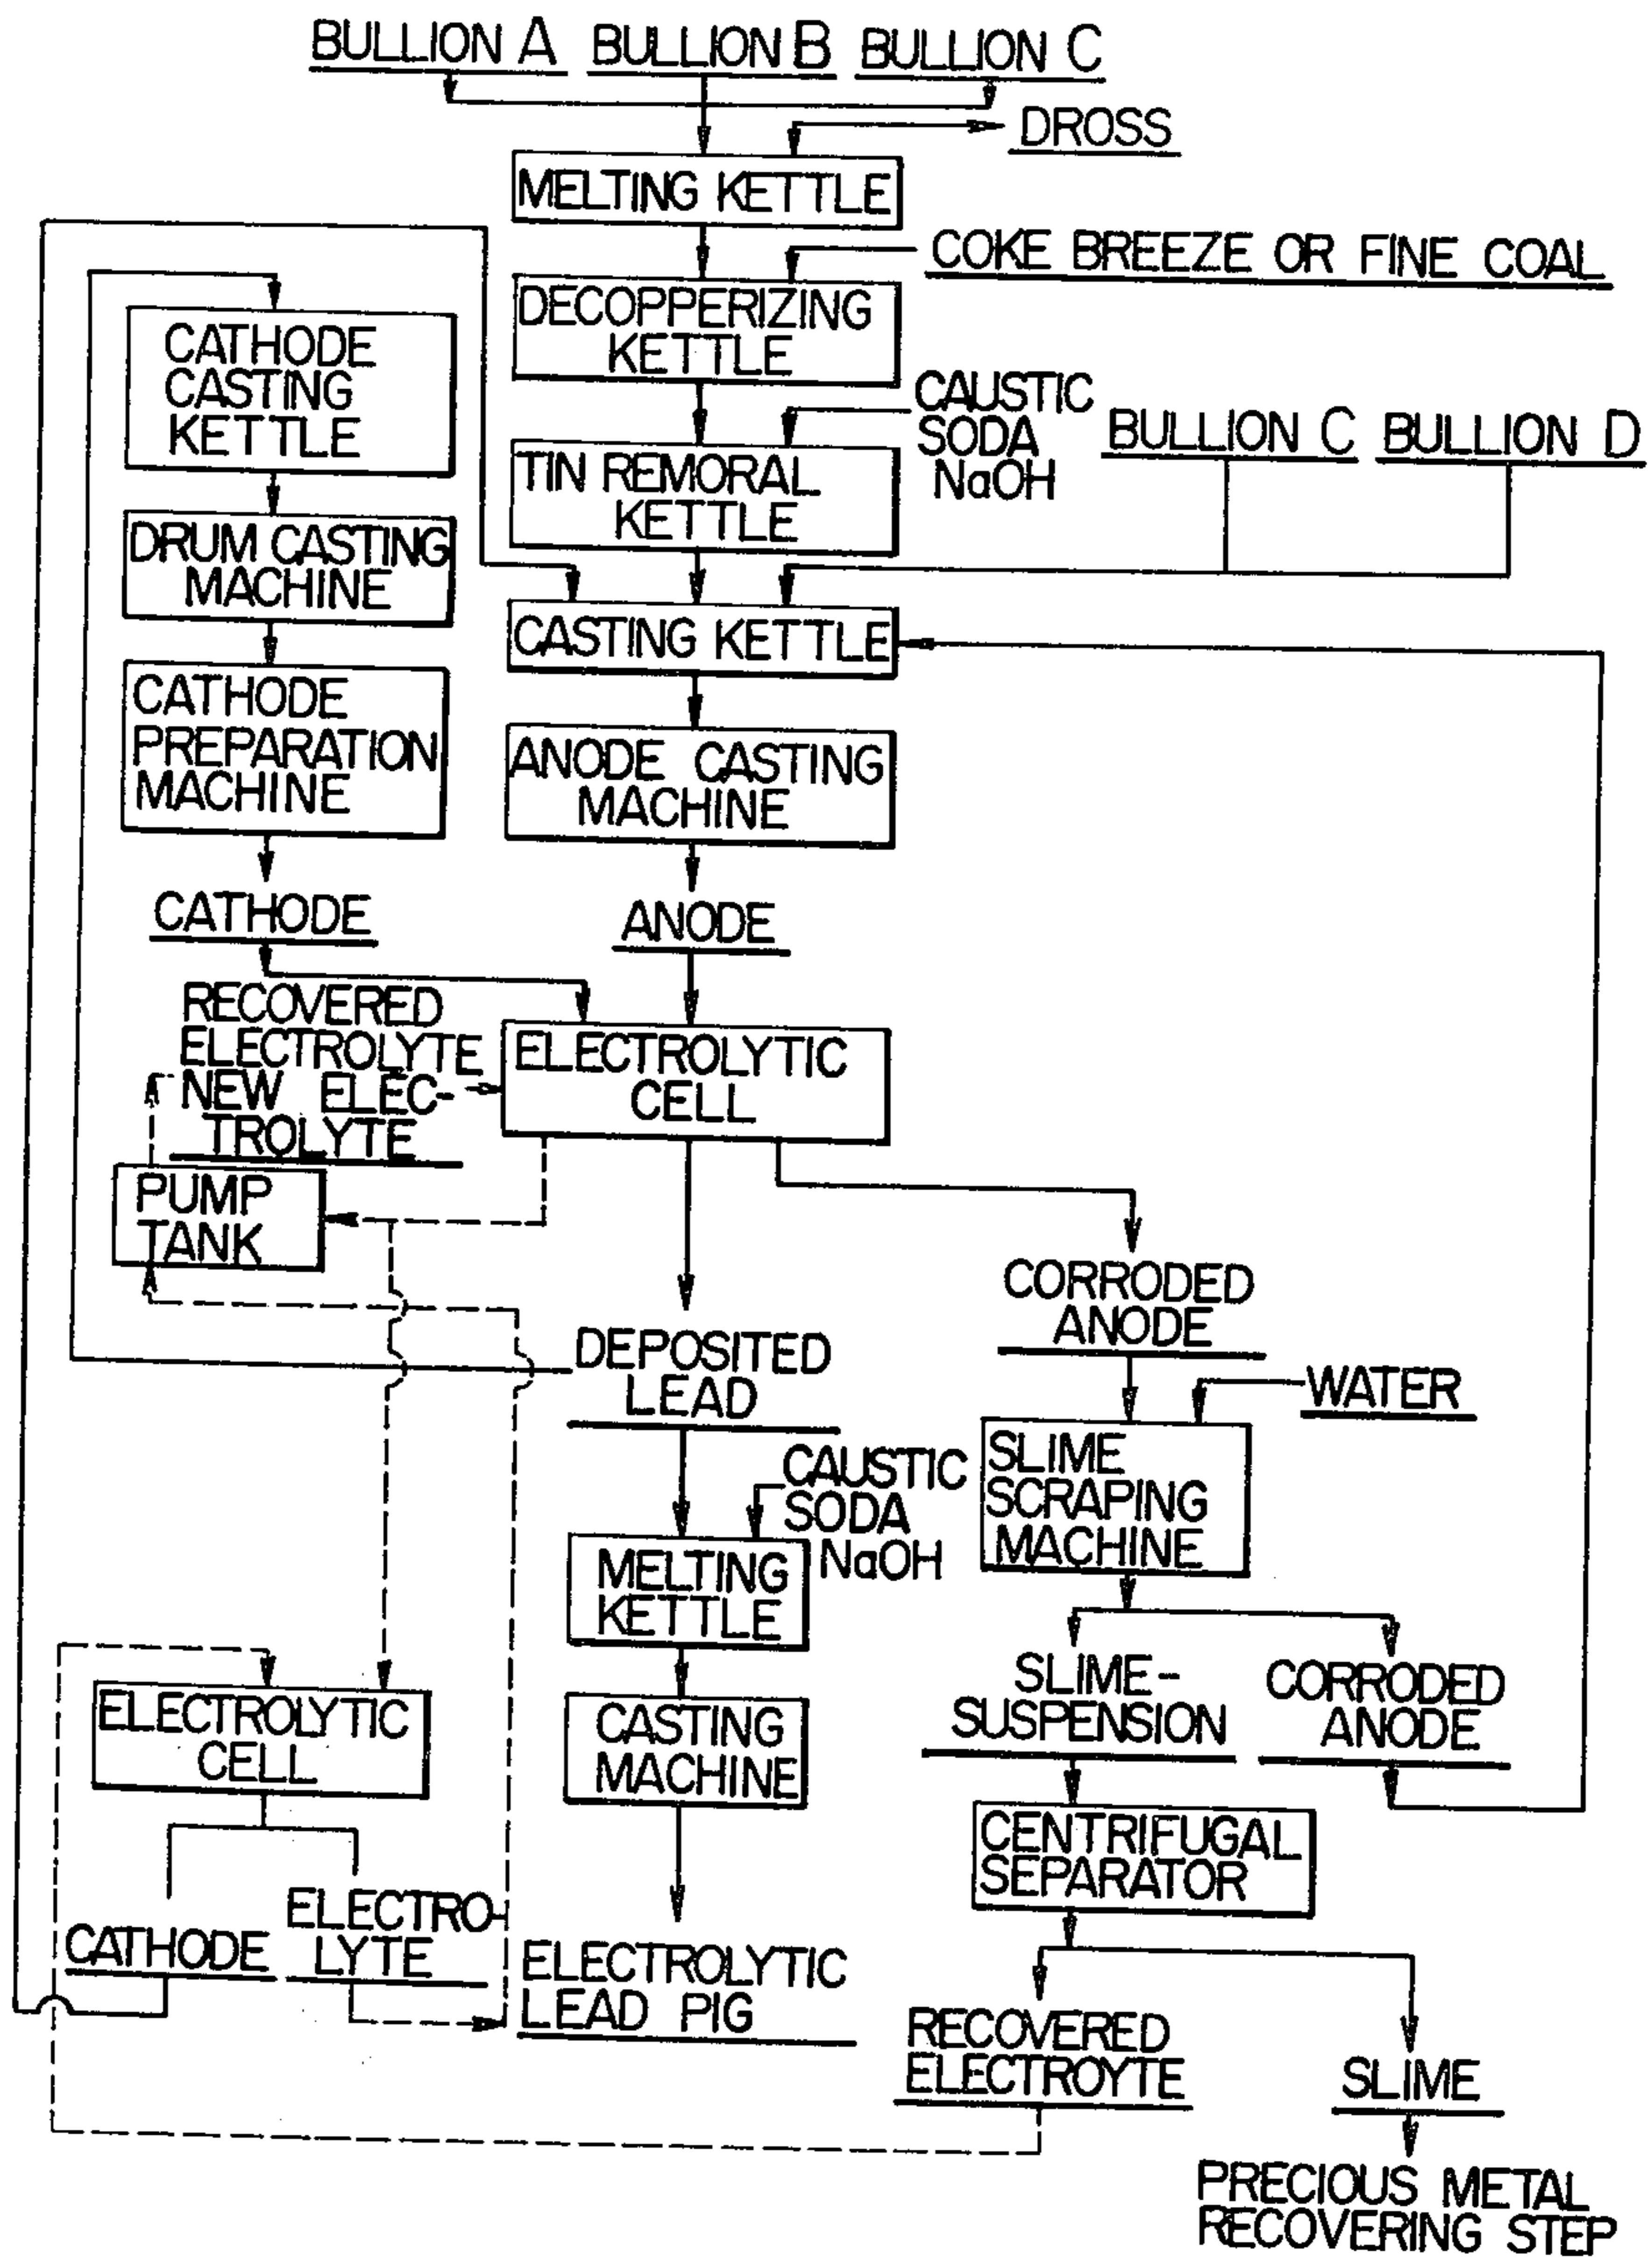 BULLION A BULLION B BULLION C
DROSS
MELTING KETTLE
COKE BREEZE OR FINE COAL
DECOPPERIZING
KETTLE
CATHODE
CASTING
KETTLE
CAUSTIC
SODA
NaOH
BULLION C BULLION D
TIN REMORAL
KETTLE
DRUM CASTING
MACHINE
CASTING KETTLE
CATHODE
PREPARATION
MACHINE
ANODE CASTING
MACHINE
CATHODE
ANODE
RECOVERED
ELECTROLYTE
NEW ELEC-
TROLYTE
ELECTROLYTIC
CELL
PUMP
TANK
CORRODED
ANODE
DEPOSITED
LEAD
WATER
CAUSTIC
SODA
NaOH
SLIME
SCRAPING
MACHINE
MELTING
KETTLE
SLIME-
SUSPENSION
CORRODED
ANODE
ELECTROLYTIC
CELL
CASTING
MACHINE
CENTRIFUGAL
SEPARATOR
CATHODE
ELECTRO-
LYTE
ELECTROLYTIC
LEAD PIG
RECOVERED
ELECTROYTE
SLIME
PRECIOUS METAL
RECOVERING STEP